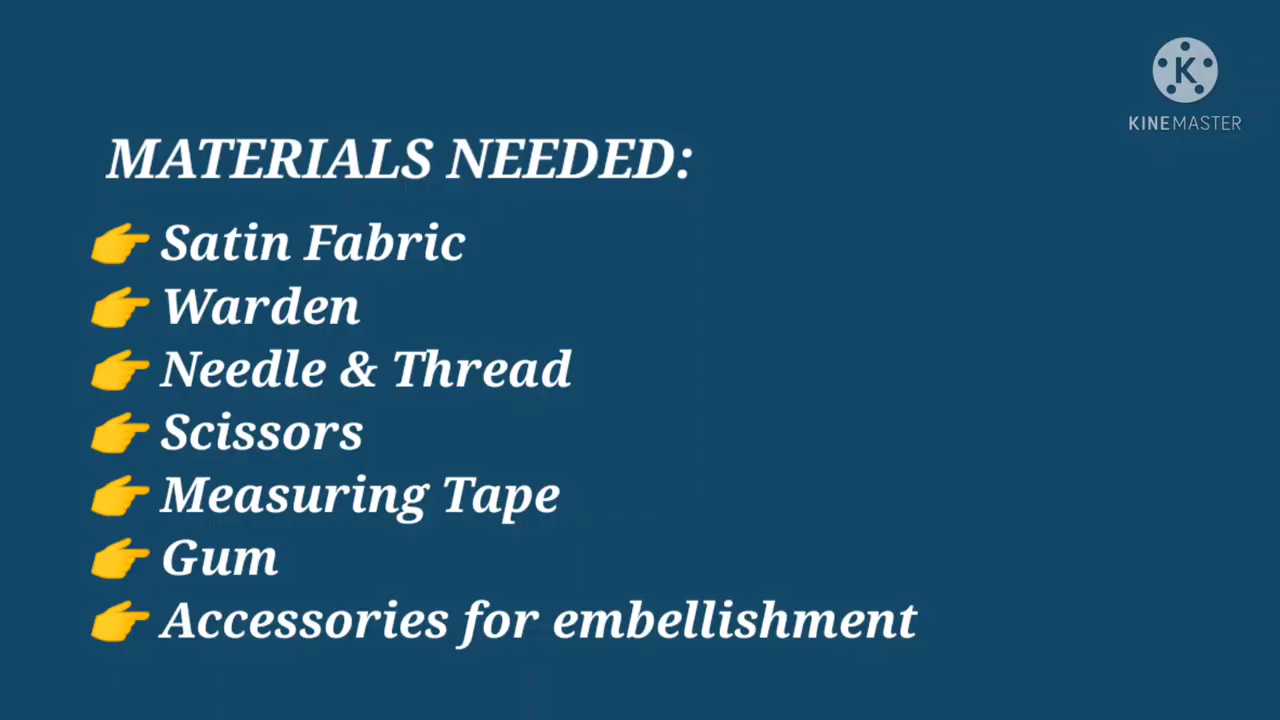 KINEMASTER
MATERIALS NEEDED:
👉 Satin Fabric
👉 Warden
👉 Needle & Thread
👉 Scissors
👉 Measuring Tape
👉 Gum
👉 Accessories for embellishment